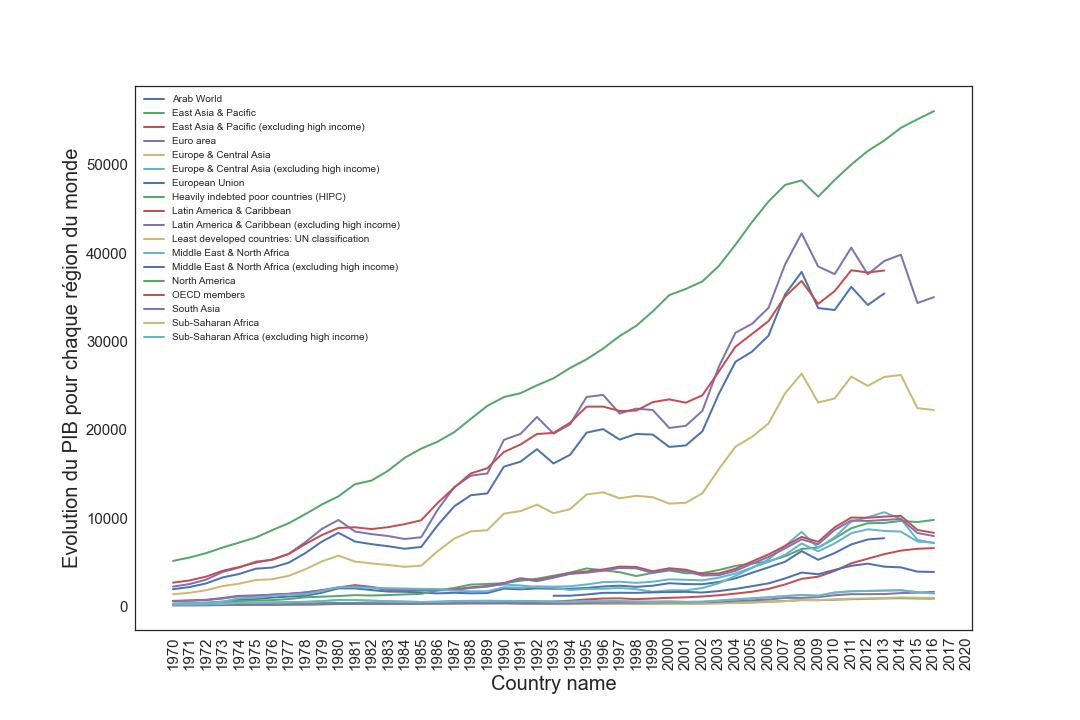 Arab World
East Asia & Pacific
East Asia & Pacific (excluding high income)
Euro area
Europe & Central Asia
Europe & Central Asia (excluding high income)
European Union
Heavily indebted poor countries (HIPC)
Latin America & Caribbean
Latin America & Caribbean (excluding high income)
Least developed countries: UN classification
Middle East & North Africa
Middle East & North Africa (excluding high income)
North America
OECD members
South Asia
Sub-Saharan Africa
Sub-Saharan Africa (excluding high income)
Evolution du PIB pour chaque région du monde
50000
40000
30000
20000
10000
0
1970 1971 1972 1973 1974 1975 1976 1977 1978 1979 1980 1981 1982 1983 1984 1985 1986 1987 1988 1989 1990 1991 1992 1993 1994 1995 1996 1997 1998 1999 2000 2001 2002 2003 2004 2005 2006 2007 2008 2009 2010 2011 2012 2013 2014 2015 2016 2017 2020
Country name